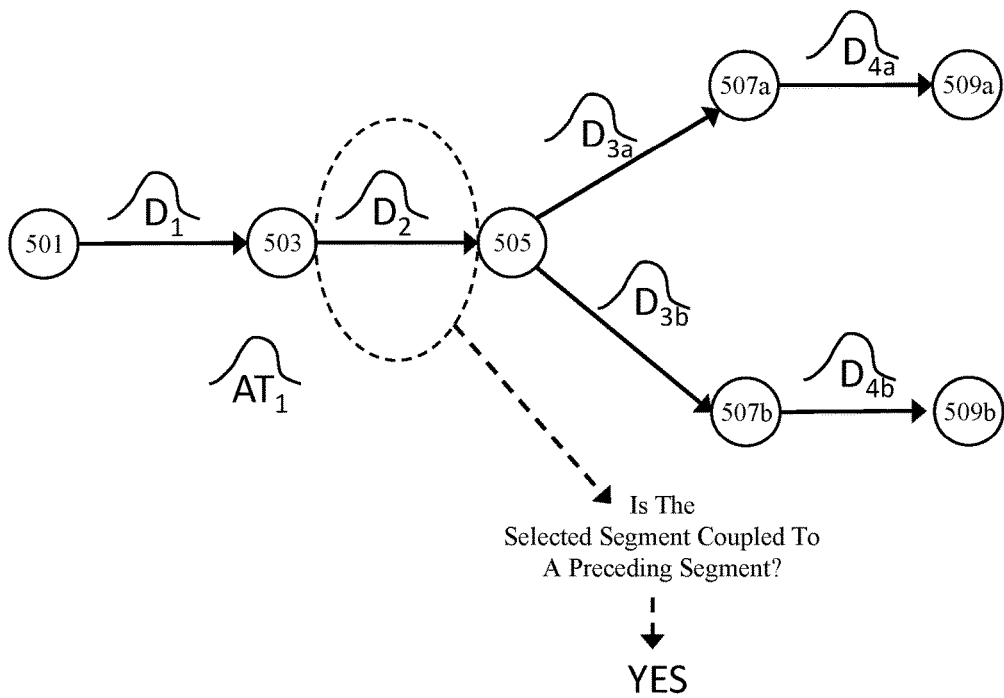 D4a
507a
509a
D3a
D1
D2
501
503
505
D3b
AT1
D4b
507b
509b
Is The
Selected Segment Coupled To
A Preceding Segment?
YES